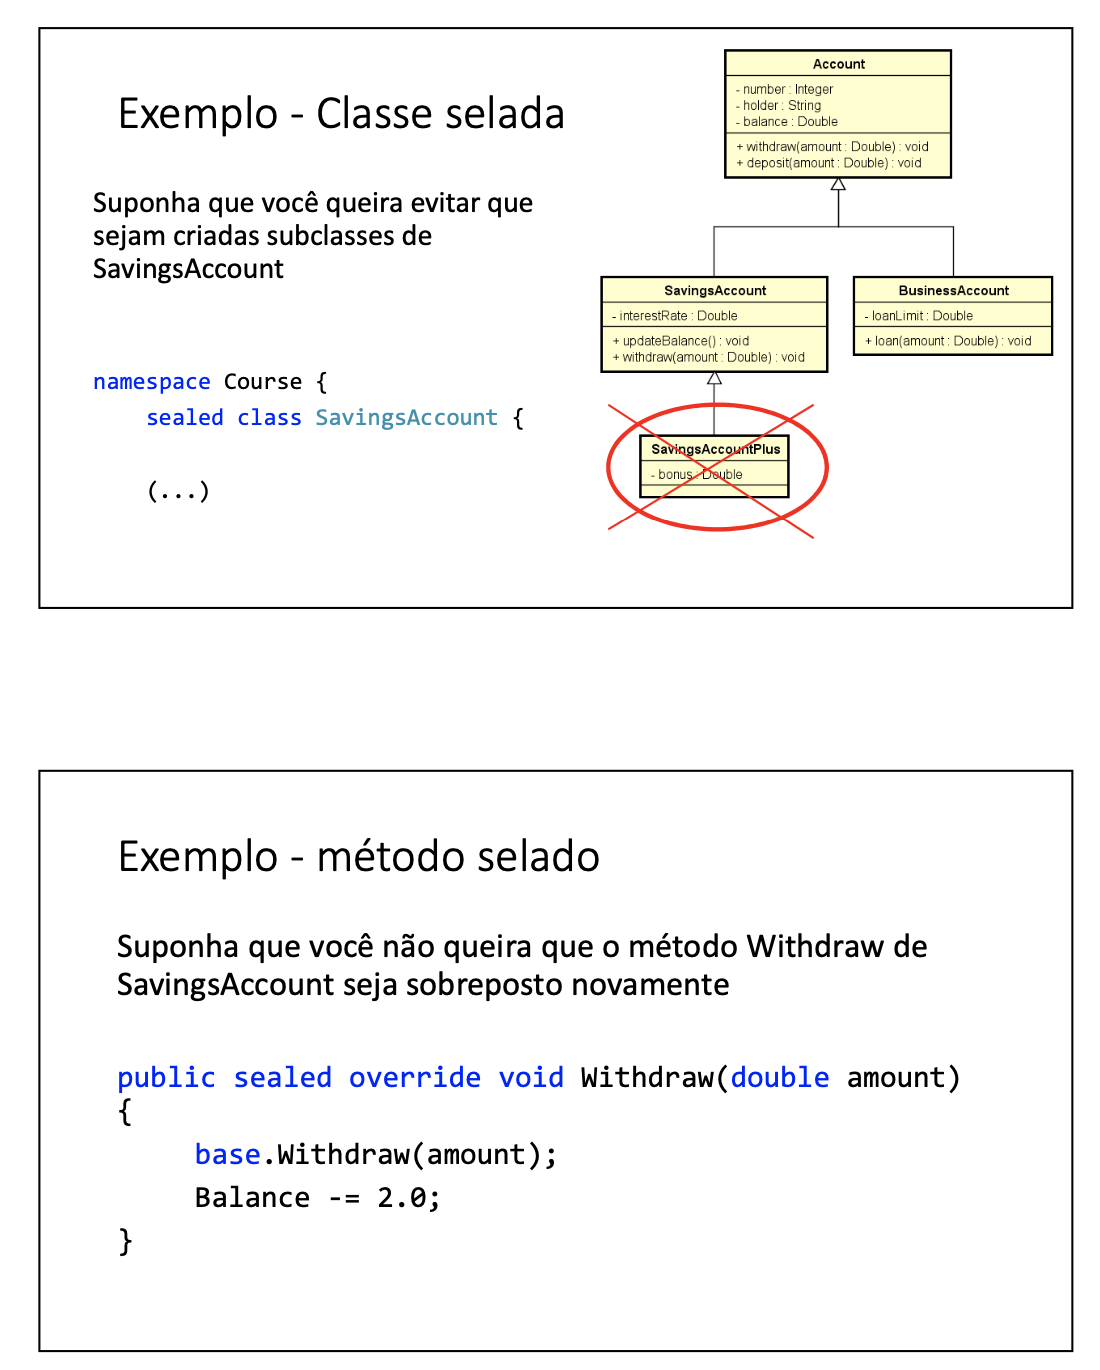 Exemplo - Classe selada
Suponha que você queira evitar que
sejam criadas subclasses de
SavingsAccount
namespace Course {
sealed class SavingsAccount {
(...)
Account
- number : Integer
- holder : String
- balance : Double
+ withdraw(amount : Double) : void
+ deposit(amount : Double) : void
SavingsAccount
- interestRate : Double
+ updateBalance() : void
+ withdraw(amount : Double) : void
BusinessAccount
- loanLimit : Double
+ loan(amount : Double) : void
SavingsAccountPlus
- bonus : Double
Exemplo - método selado
Suponha que você não queira que o método Withdraw de
SavingsAccount seja sobreposto novamente
public sealed override void Withdraw(double amount)
{
base.Withdraw(amount);
Balance -= 2.0;
}